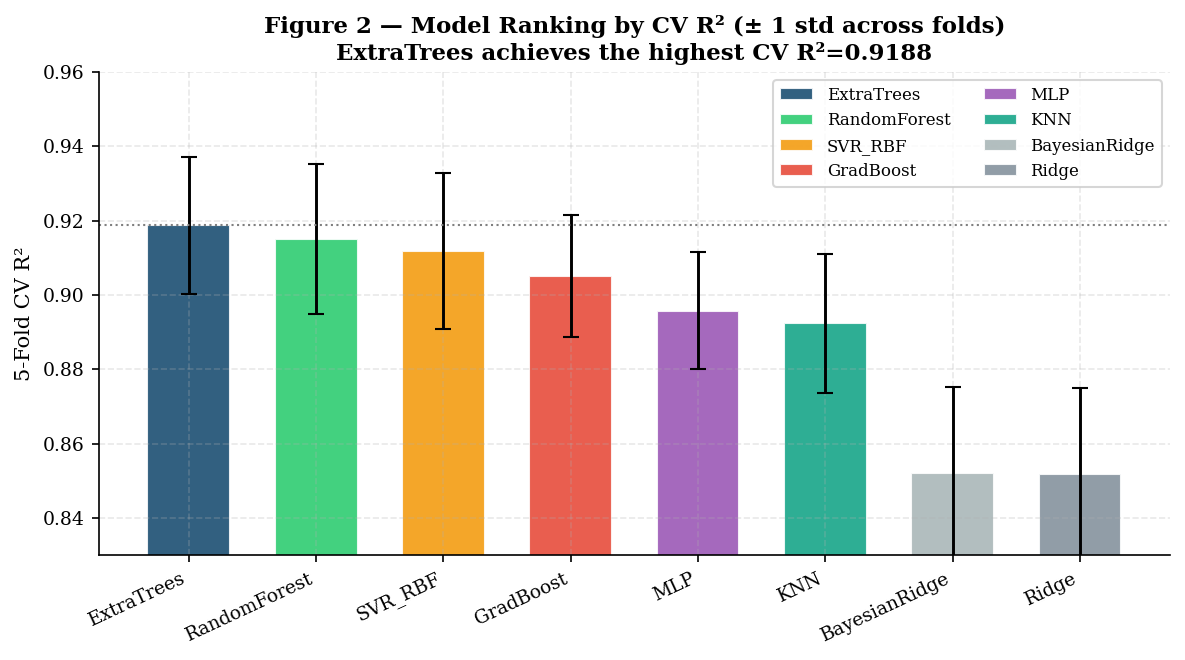 Figure 2 — Model Ranking by CV R² (± 1 std across folds)
ExtraTrees achieves the highest CV R²=0.9188
5-Fold CV R²
0.96
0.94
0.92
0.90
0.88
0.86
0.84
ExtraTrees
RandomForest
SVR_RBF
GradBoost
MLP
KNN
BayesianRidge
Ridge
ExtraTrees
RandomForest
SVR_RBF
GradBoost
MLP
KNN
BayesianRidge
Ridge